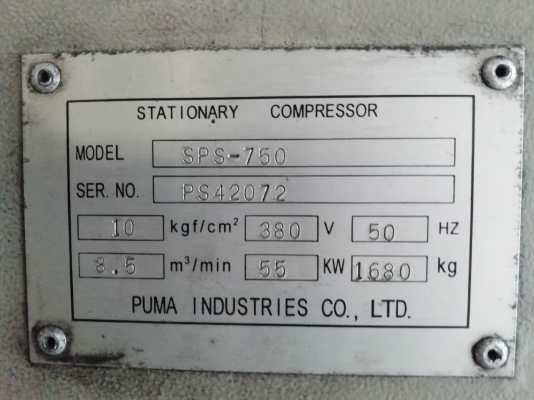 STATIONARY COMPRESSOR
MODEL SPS-750
SER. NO. PS42072
10 kgf/cm² 380 V 50 HZ
8.5 m³/min 55 KW 1680 kg
PUMA INDUSTRIES CO., LTD.